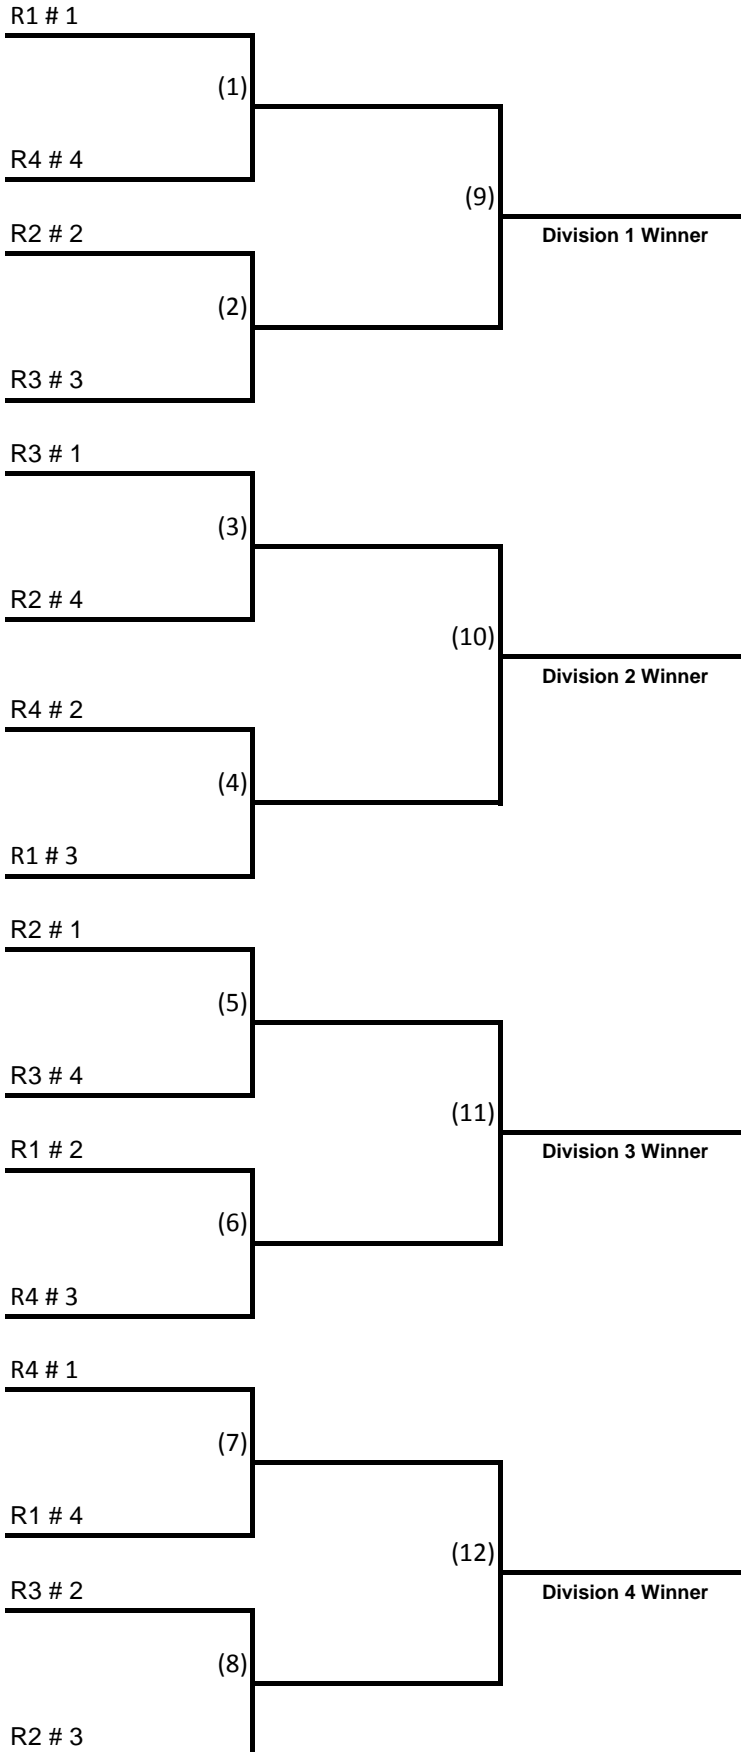 R1 # 1
(1)
R4 # 4
(9)
Division 1 Winner
R2 # 2
(2)
R3 # 3
R3 # 1
(3)
R2 # 4
(10)
Division 2 Winner
R4 # 2
(4)
R1 # 3
R2 # 1
(5)
R3 # 4
(11)
Division 3 Winner
R1 # 2
(6)
R4 # 3
R4 # 1
(7)
R1 # 4
(12)
Division 4 Winner
R3 # 2
(8)
R2 # 3